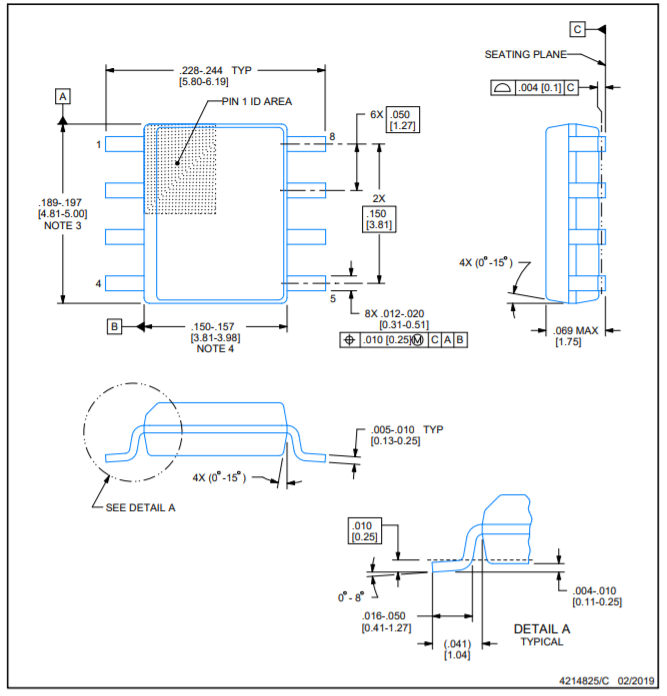 C
SEATING PLANE
.228-.244 TYP
[5.80-6.19]
.004 [0.1] C
A
PIN 1 ID AREA
6X .050
[1.27]
1
8
.189-.197
[4.81-5.00]
NOTE 3
2X
.150
[3.81]
4X (0°-15°)
4
5
B
.150-.157
[3.81-3.98]
NOTE 4
8X .012-.020
[0.31-0.51]
⌖ .010 [0.25]Ⓜ C A B
.069 MAX
[1.75]
.005-.010 TYP
[0.13-0.25]
4X (0°-15°)
SEE DETAIL A
.010
[0.25]
0°-8°
.004-.010
[0.11-0.25]
.016-.050
[0.41-1.27]
(.041)
[1.04]
DETAIL A
TYPICAL
4214825/C 02/2019